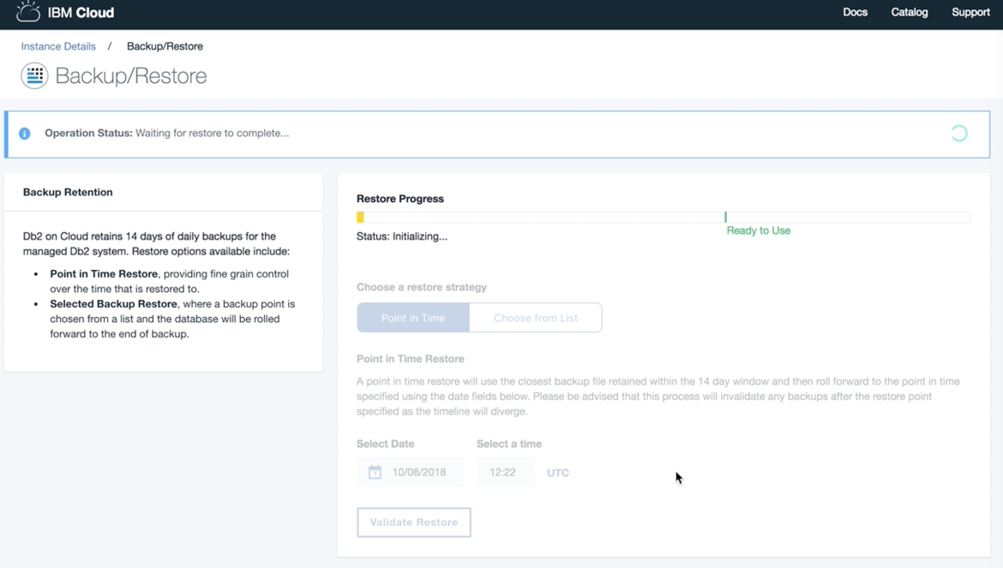 IBM Cloud
Docs Catalog Support
Instance Details / Backup/Restore
Backup/Restore
Operation Status: Waiting for restore to complete...
Backup Retention
Db2 on Cloud retains 14 days of daily backups for the
managed Db2 system. Restore options available include:
• Point in Time Restore, providing fine grain control
over the time that is restored to.
• Selected Backup Restore, where a backup point is
chosen from a list and the database will be rolled
forward to the end of backup.
Restore Progress
Ready to Use
Status: Initializing...
Choose a restore strategy
Point in Time Choose from List
Point in Time Restore
A point in time restore will use the closest backup file retained within the 14 day window and then roll forward to the point in time
specified using the date fields below. Please be advised that this process will invalidate any backups after the restore point
specified as the timeline will diverge.
Select Date Select a time
10/08/2018 12:22 UTC
Validate Restore